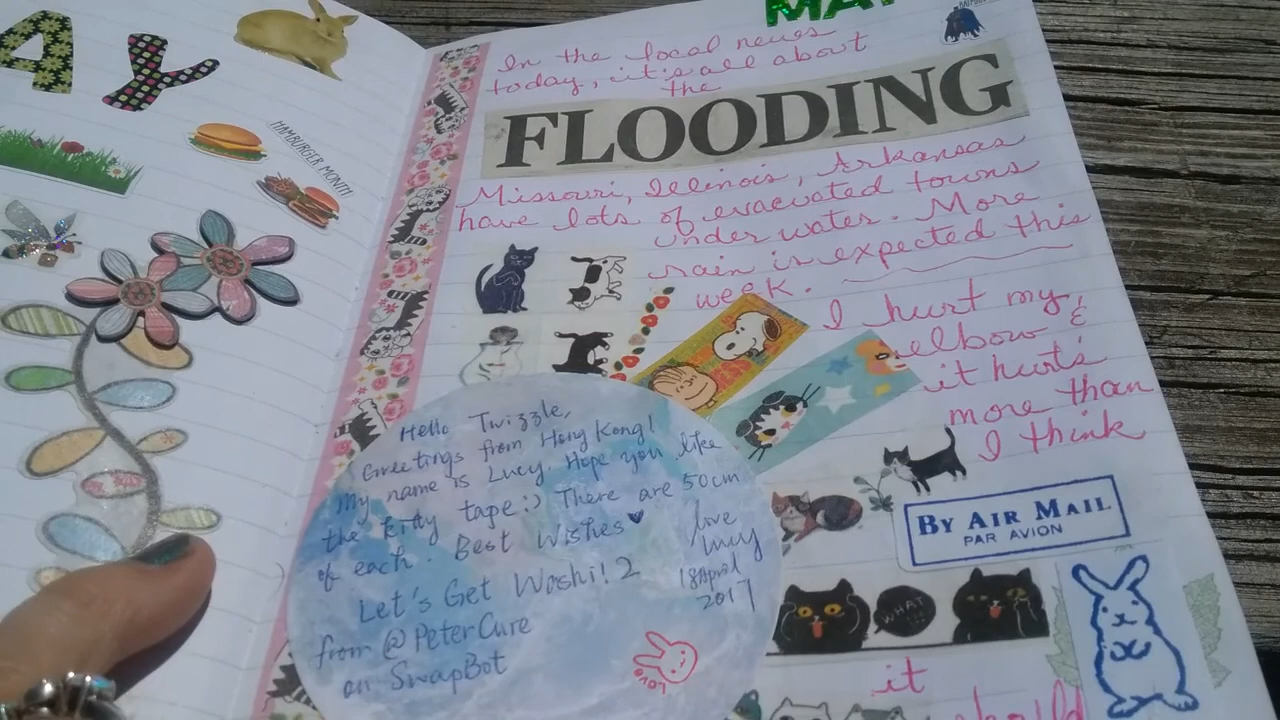 AY
HAMBURGER MONTH
MAY
BATMAN
In the local news
today, it's all about
the
FLOODING
Missouri, Illinois, Arkansas
have lots of evacuated towns
under water. More
rain is expected this
week.
I hurt my
elbow &
it hurts
more than
I think
Hello Twizzle,
Greetings from Hong Kong!
My name is Lucy. Hope you like
the kitty tape :) There are 50cm
of each. Best Wishes ♥
love
Lucy
18 April
2017
Let's Get Washi! 2
from @PeterCure
on SwapBot
LOVE
BY AIR MAIL
PAR AVION
WHAT
it
should